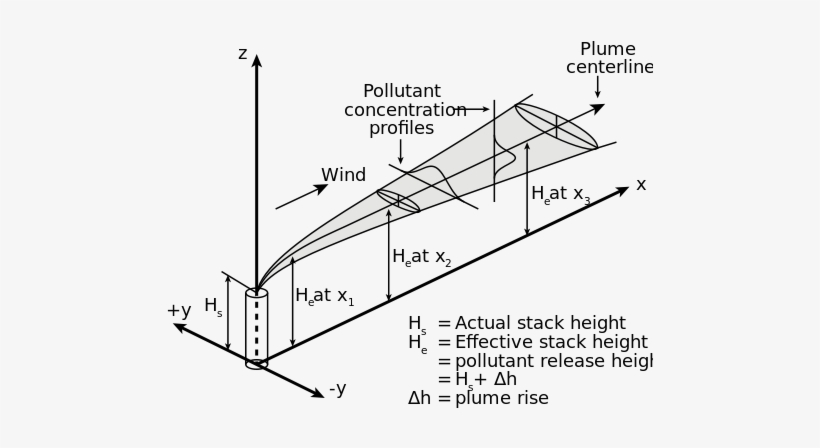 z
Plume
centerline
Pollutant
concentration
profiles
Wind
x
Hₑat x₃
Hₑat x₂
Hₑat x₁
Hₛ
+y
-y
Hₛ = Actual stack height
Hₑ = Effective stack height
= pollutant release heigh
= Hₛ+ Δh
Δh = plume rise